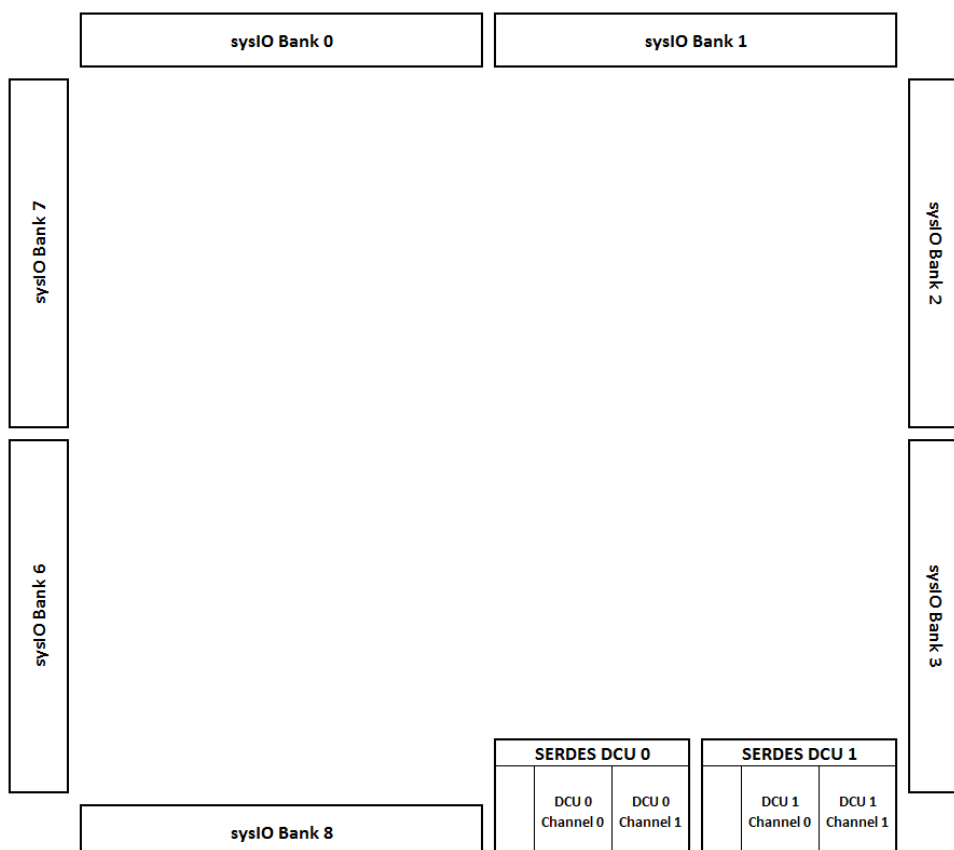 sysIO Bank 0
sysIO Bank 1
sysIO Bank 7
sysIO Bank 2
sysIO Bank 6
sysIO Bank 3
SERDES DCU 0
SERDES DCU 1
DCU 0
Channel 0
DCU 0
Channel 1
DCU 1
Channel 0
DCU 1
Channel 1
sysIO Bank 8